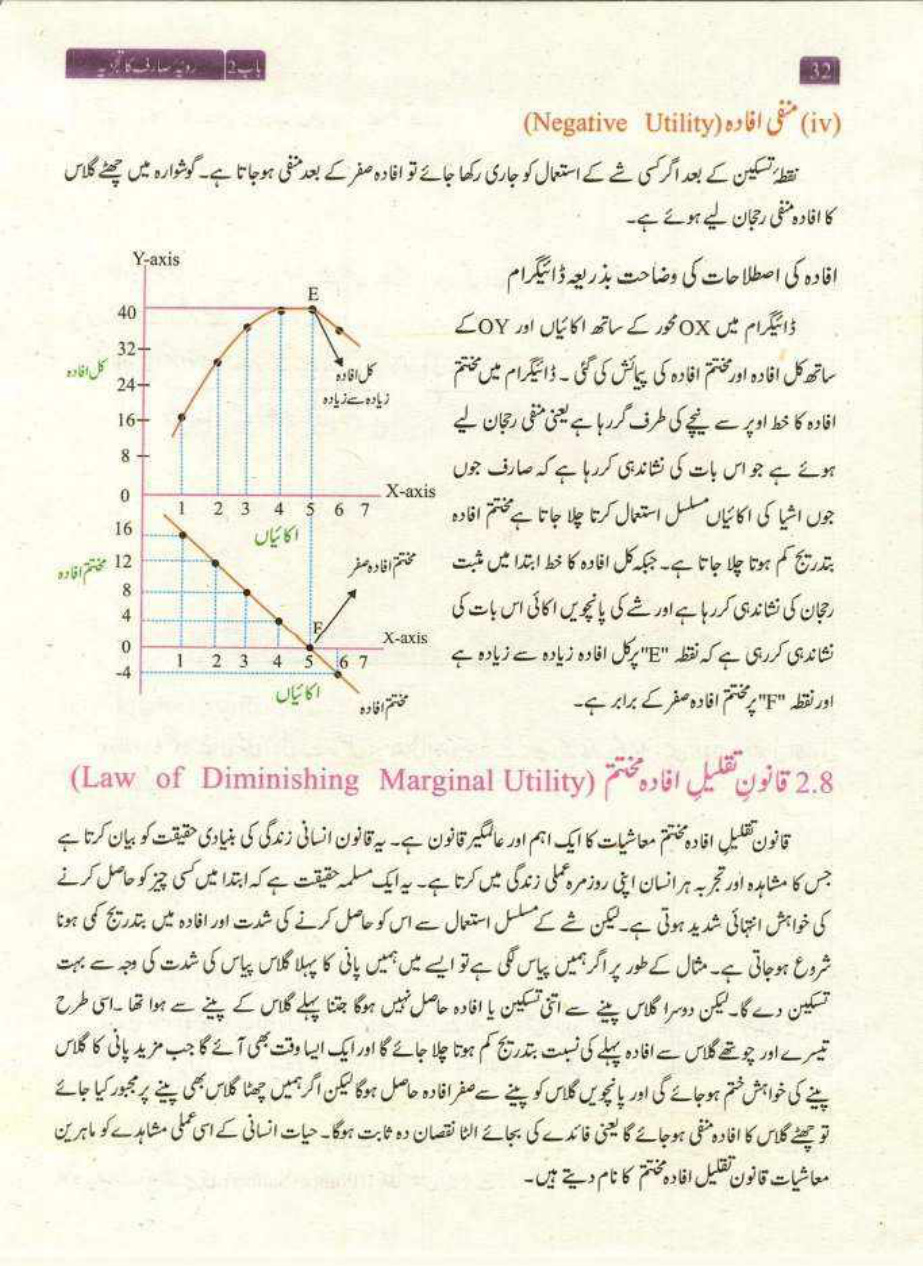 32
باب 2 رویۂ صارف کا تجزیہ
(iv) منفی افادہ (Negative Utility)
نقطۂ تسکین کے بعد اگر کسی شے کے استعمال کو جاری رکھا جائے تو افادہ صفر کے بعد منفی ہو جاتا ہے۔ گوشوارہ میں چھٹے گلاس
کا افادہ منفی رجحان لیے ہوئے ہے۔
افادہ کی اصطلاحات کی وضاحت بذریعہ ڈائیگرام
ڈائیگرام میں OX محور کے ساتھ اکائیاں اور OY کے
ساتھ کل افادہ اور مختتم افادہ کی پیمائش کی گئی ۔ ڈائیگرام میں مختتم
افادہ کا خط اوپر سے نیچے کی طرف گر رہا ہے یعنی منفی رجحان لیے
ہوئے ہے جو اس بات کی نشاندہی کر رہا ہے کہ صارف جوں
جوں اشیا کی اکائیاں مسلسل استعمال کرتا چلا جاتا ہے مختتم افادہ
بتدریج کم ہوتا چلا جاتا ہے۔ جبکہ کل افادہ کا خط ابتدا میں مثبت
رجحان کی نشاندہی کر رہا ہے اور شے کی پانچویں اکائی اس بات کی
نشاندہی کر رہی ہے کہ نقطہ "E" پر کل افادہ زیادہ سے زیادہ ہے
اور نقطہ "F" پر مختتم افادہ صفر کے برابر ہے۔
Y-axis
E
40
32
کل افادہ
24
16
8
0
کل افادہ
زیادہ سے زیادہ
X-axis
1 2 3 4 5 6 7
اکائیاں
16
مختتم افادہ
12
8
4
0
-4
مختتم افادہ صفر
F
X-axis
1 2 3 4 5 6 7
اکائیاں
مختتم افادہ
2.8 قانونِ تقلیلِ افادہ مختتم (Law of Diminishing Marginal Utility)
قانون تقلیلِ افادہ مختتم معاشیات کا ایک اہم اور عالمگیر قانون ہے۔ یہ قانون انسانی زندگی کی بنیادی حقیقت کو بیان کرتا ہے
جس کا مشاہدہ اور تجربہ ہر انسان اپنی روزمرہ عملی زندگی میں کرتا ہے۔ یہ ایک مسلمہ حقیقت ہے کہ ابتدا میں کسی چیز کو حاصل کرنے
کی خواہش انتہائی شدید ہوتی ہے۔ لیکن شے کے مسلسل استعمال سے اس کو حاصل کرنے کی شدت اور افادہ میں بتدریج کمی ہونا
شروع ہو جاتی ہے۔ مثال کے طور پر اگر ہمیں پیاس لگی ہے تو ایسے میں ہمیں پانی کا پہلا گلاس پیاس کی شدت کی وجہ سے بہت
تسکین دے گا۔ لیکن دوسرا گلاس پینے سے اتنی تسکین یا افادہ حاصل نہیں ہوگا جتنا پہلے گلاس کے پینے سے ہوا تھا ۔ اسی طرح
تیسرے اور چوتھے گلاس سے افادہ پہلے کی نسبت بتدریج کم ہوتا چلا جائے گا اور ایک ایسا وقت بھی آئے گا جب مزید پانی کا گلاس
پینے کی خواہش ختم ہو جائے گی اور پانچویں گلاس کو پینے سے صفر افادہ حاصل ہوگا لیکن اگر ہمیں چھٹا گلاس بھی پینے پر مجبور کیا جائے
تو چھٹے گلاس کا افادہ منفی ہو جائے گا یعنی فائدے کی بجائے الٹا نقصان دہ ثابت ہوگا۔ حیات انسانی کے اسی عملی مشاہدے کو ماہرین
معاشیات قانون تقلیل افادہ مختتم کا نام دیتے ہیں۔